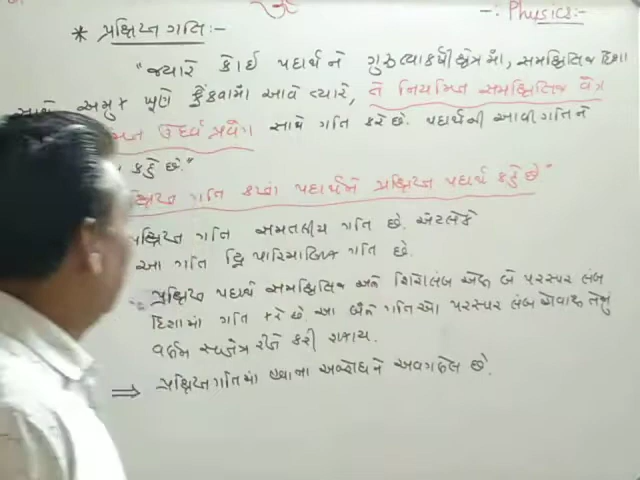 -: Physics:-
* પ્રક્ષિપ્ત ગતિ:-
"જ્યારે કોઈ પદાર્થને ગુરુત્વાકર્ષી ક્ષેત્રમાં, સમક્ષિતિજ દિશા
સાથે અમુક ખૂણે ફેંકવામાં આવે ત્યારે, તે નિયમિત સમક્ષિતિજ વેગ
ઉર્ધ્વ પ્રવેગ સાથે ગતિ કરે છે. પદાર્થની આવી ગતિને
કહે છે."
ગતિ કરતાં પદાર્થને પ્રક્ષિપ્ત પદાર્થ કહે છે"
ગતિ સમતલીય ગતિ છે. એટલેકે
આ ગતિ દ્વિ પારિમાણિક ગતિ છે.
પ્રક્ષિપ્ત પદાર્થ સમક્ષિતિજ અને શિરોલંબ એમ બે પરસ્પર લંબ
દિશામાં ગતિ કરે છે આ બંને ગતિઓ પરસ્પર લંબ હોવાથી તેનું
વર્ણન સ્વતંત્ર રીતે કરી શકાય.
⇒ પ્રક્ષિપ્તગતિમાં હવાના અવરોધને અવગણેલ છે.